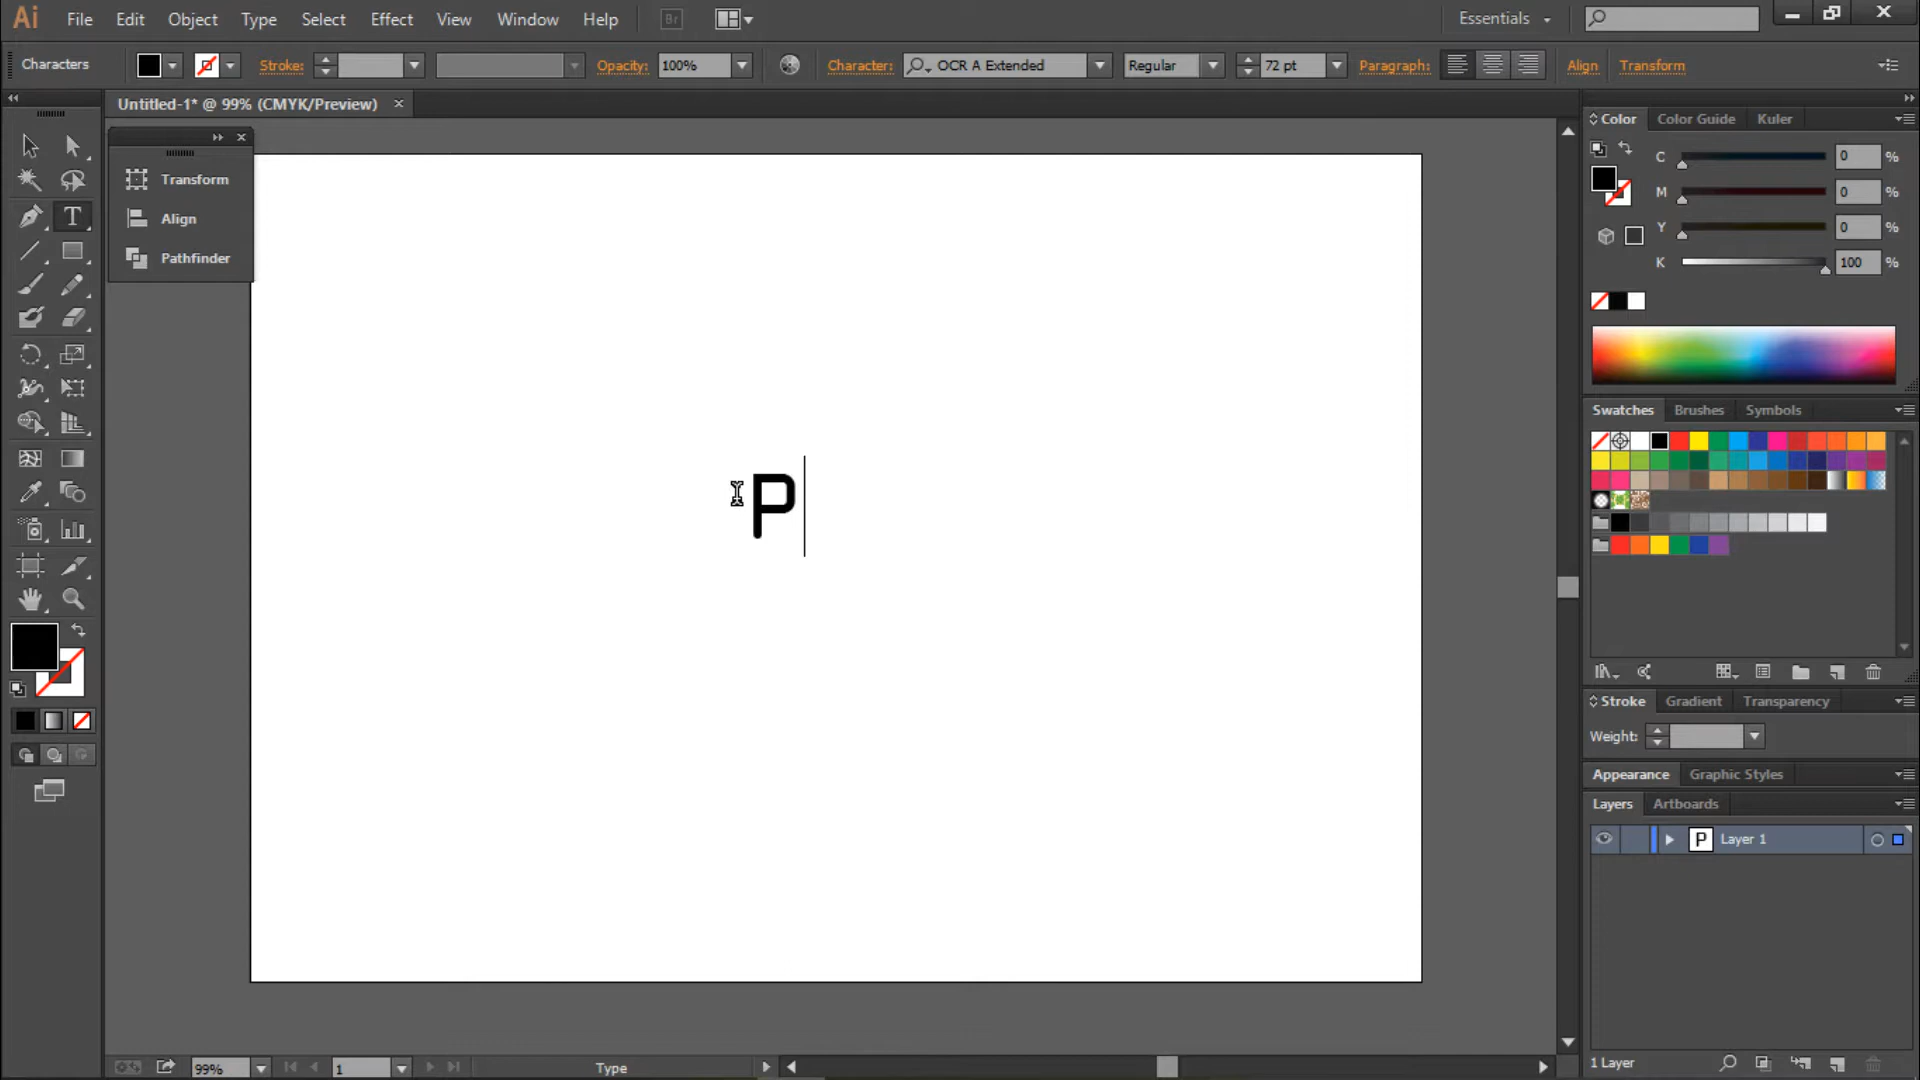 Ai File Edit Object Type Select Effect View Window Help Br Essentials
Characters Stroke: Opacity: 100% Character: OCR A Extended Regular 72 pt Paragraph: Align Transform
Untitled-1* @ 99% (CMYK/Preview)
Transform
Align
Pathfinder
T
P
Color Color Guide Kuler
C 0 %
M 0 %
Y 0 %
K 100 %
Swatches Brushes Symbols
Stroke Gradient Transparency
Weight:
Appearance Graphic Styles
Layers Artboards
P Layer 1
1 Layer
99% 1 Type